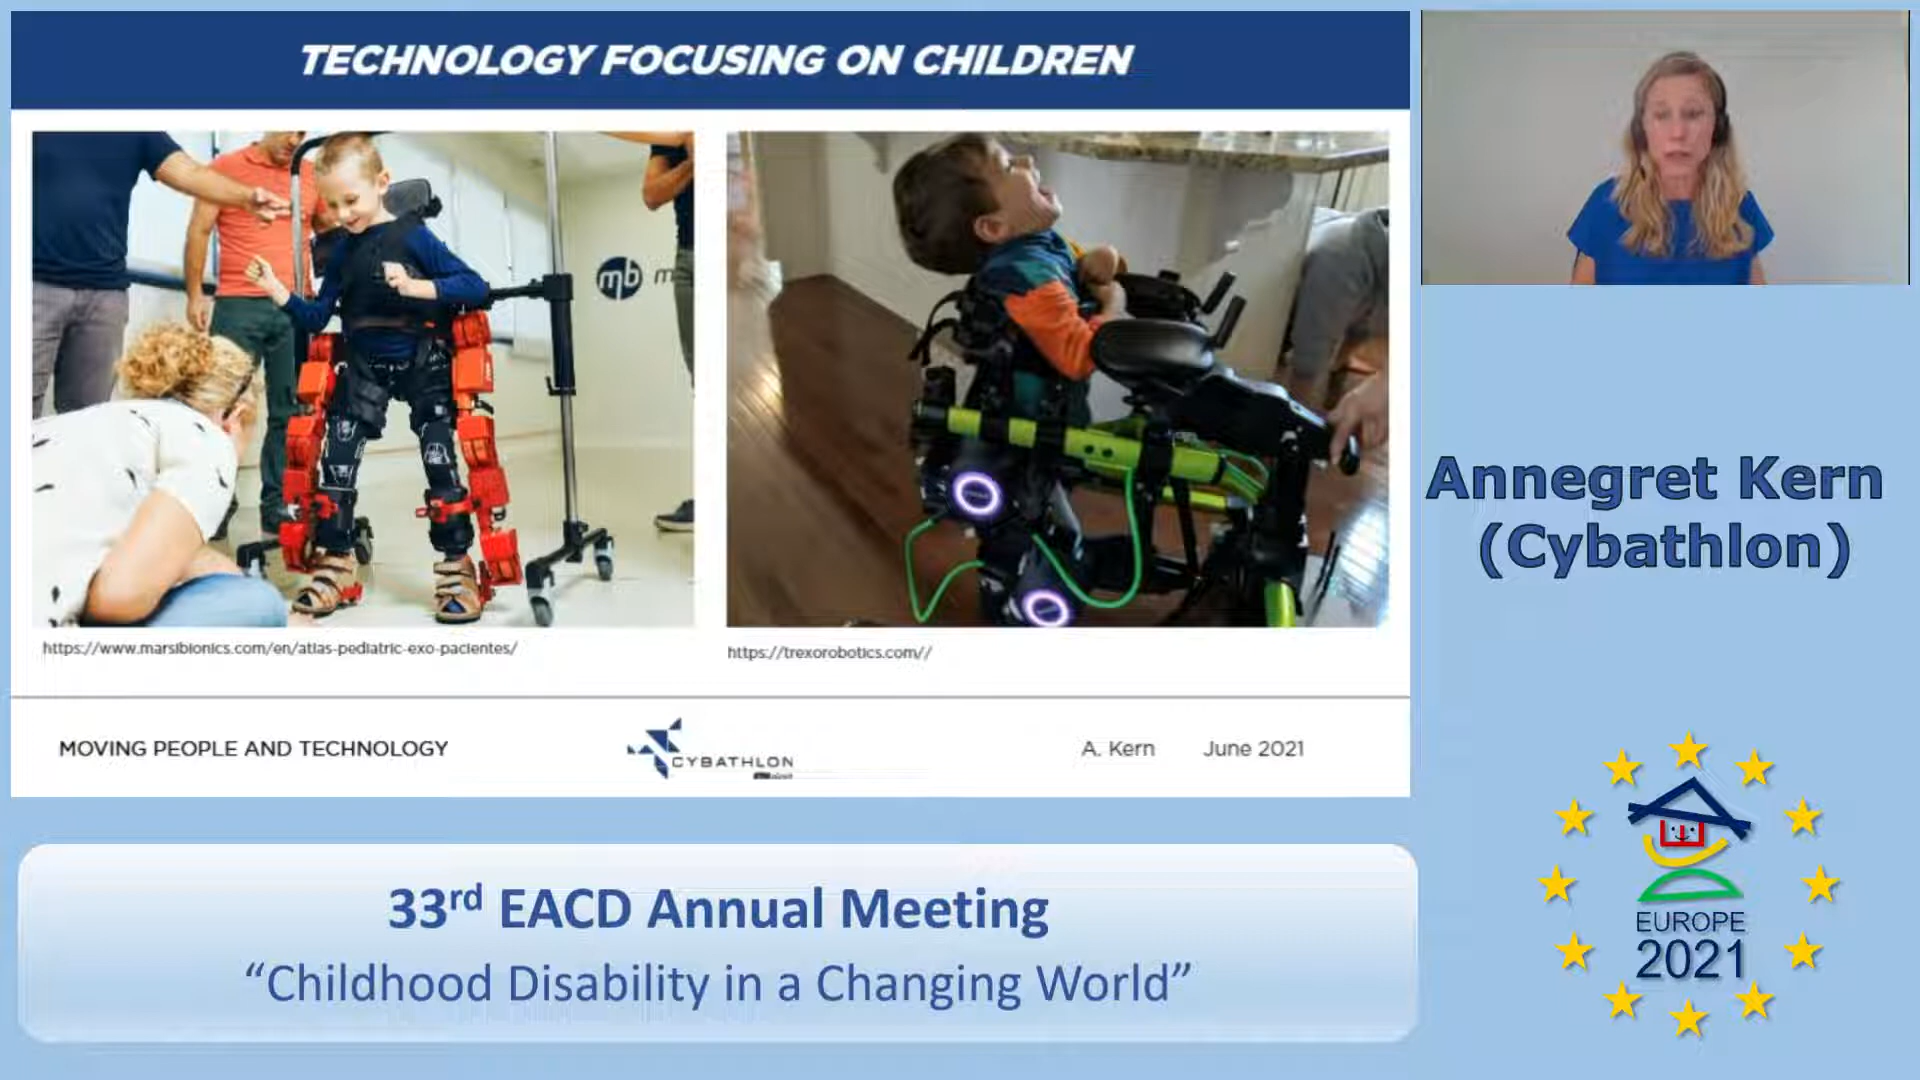 TECHNOLOGY FOCUSING ON CHILDREN
mb m
https://www.marsibionics.com/en/atlas-pediatric-exo-pacientes/
https://trexorobotics.com//
MOVING PEOPLE AND TECHNOLOGY
CYBATHLON
A. Kern
June 2021
Annegret Kern
(Cybathlon)
33rd EACD Annual Meeting
“Childhood Disability in a Changing World”
EUROPE
2021